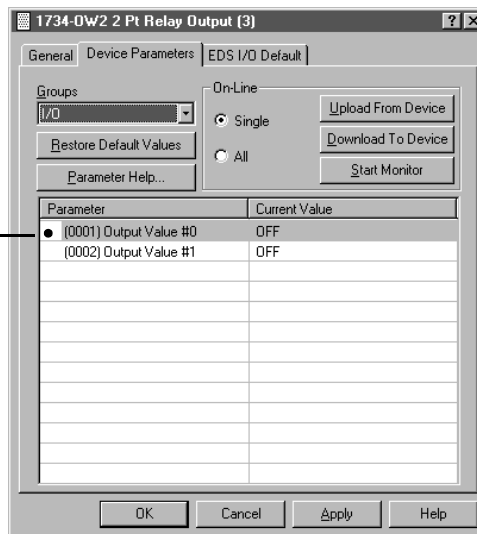 1734-OW2 2 Pt Relay Output (3)
General Device Parameters EDS I/O Default
Groups
I/O
Restore Default Values
Parameter Help...
On-Line
Single
All
Upload From Device
Download To Device
Start Monitor
Parameter Current Value
(0001) Output Value #0 OFF
(0002) Output Value #1 OFF
OK Cancel Apply Help